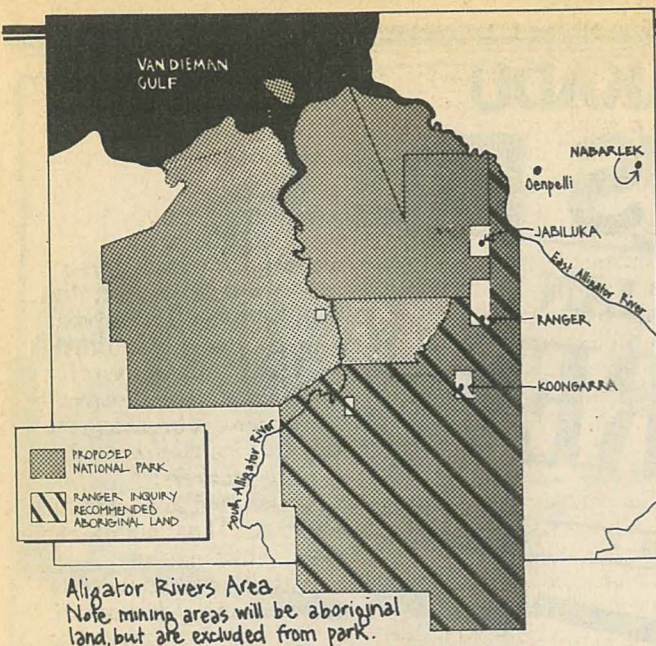 VAN DIEMAN
GULF
NABARLEK
Oenpelli
JABILUKA
East Alligator River
RANGER
KOONGARRA
South Alligator River
PROPOSED
NATIONAL PARK
RANGER INQUIRY
RECOMMENDED
ABORIGINAL LAND
Aligator Rivers Area
Note mining areas will be aboriginal
land, but are excluded from park.